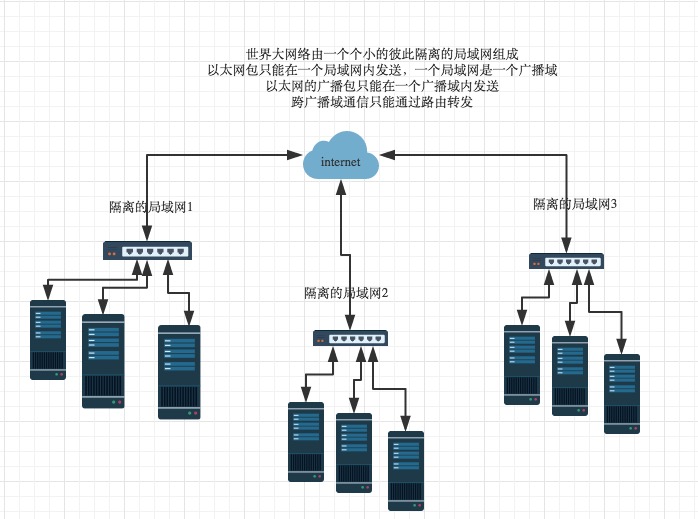 世界大网络由一个个小的彼此隔离的局域网组成
以太网包只能在一个局域网内发送，一个局域网是一个广播域
以太网的广播包只能在一个广播域内发送
跨广播域通信只能通过路由转发
internet
隔离的局域网1
隔离的局域网3
隔离的局域网2